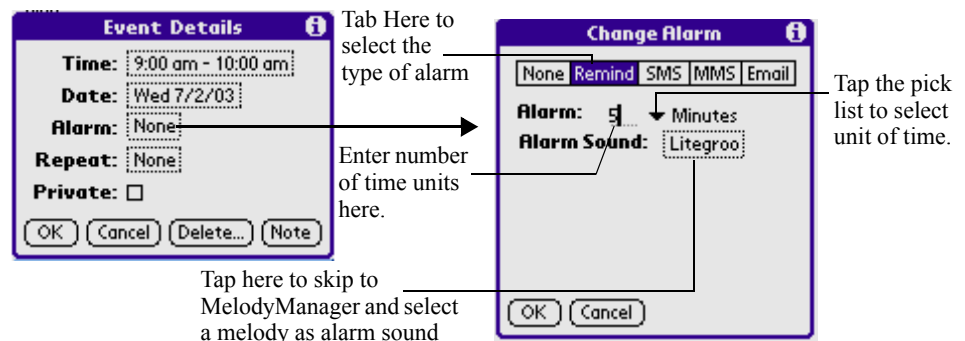 Event Details
Time: 9:00 am - 10:00 am
Date: Wed 7/2/03
Alarm: None
Repeat: None
Private:
OK Cancel Delete... Note
Tab Here to
select the
type of alarm
Enter number
of time units
here.
Tap here to skip to
MelodyManager and select
a melody as alarm sound
Change Alarm
None Remind SMS MMS Email
Alarm: 5 Minutes
Alarm Sound: Litegroo
OK Cancel
Tap the pick
list to select
unit of time.